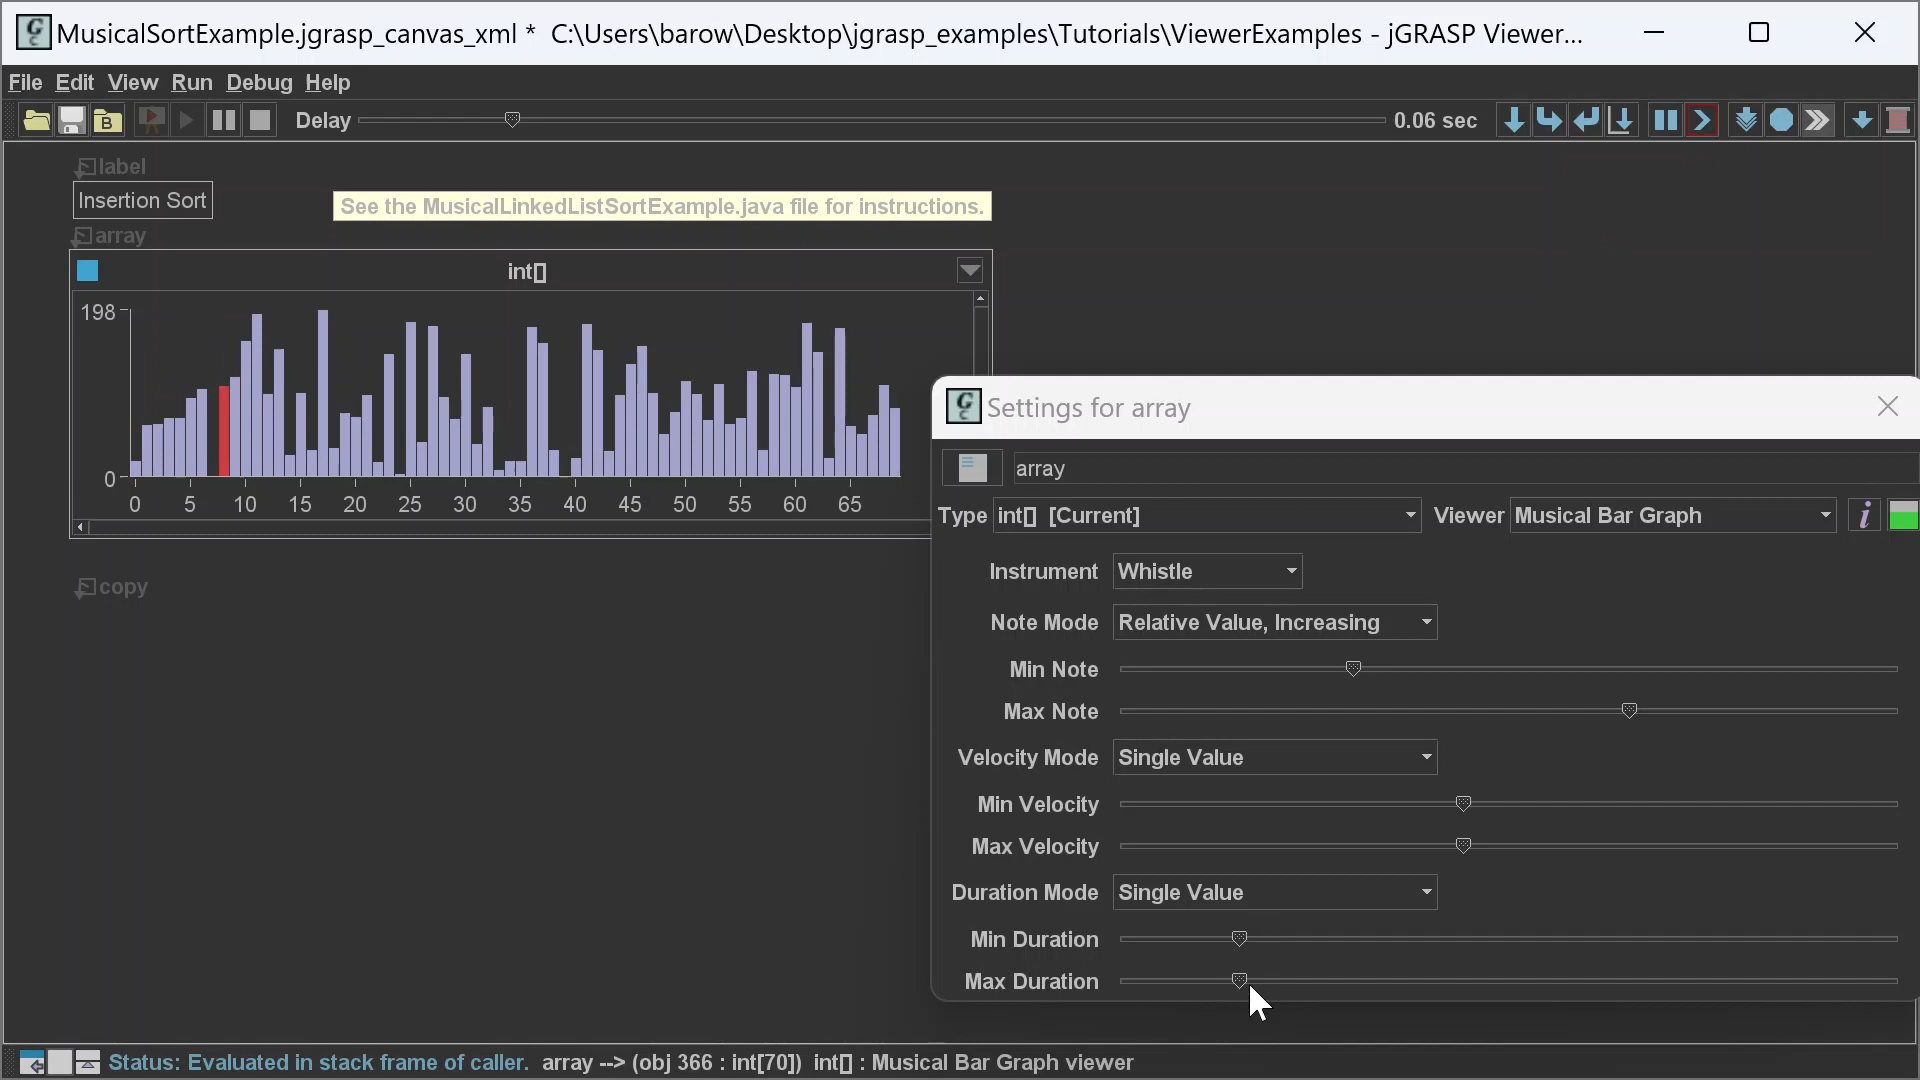 MusicalSortExample.jgrasp_canvas_xml * C:\Users\barow\Desktop\jgrasp_examples\Tutorials\ViewerExamples - jGRASP Viewer...
File Edit View Run Debug Help
B Delay 0.06 sec
label
Insertion Sort
See the MusicalLinkedListSortExample.java file for instructions.
array
int[]
198
0
0 5 10 15 20 25 30 35 40 45 50 55 60 65
copy
Settings for array
array
Type int[] [Current] Viewer Musical Bar Graph i
Instrument Whistle
Note Mode Relative Value, Increasing
Min Note
Max Note
Velocity Mode Single Value
Min Velocity
Max Velocity
Duration Mode Single Value
Min Duration
Max Duration
Status: Evaluated in stack frame of caller. array --> (obj 366 : int[70]) int[] : Musical Bar Graph viewer